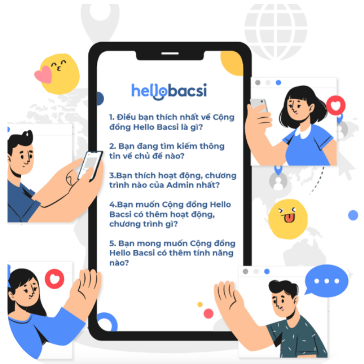 hellobacsi
1. Điều bạn thích nhất về Cộng
đồng Hello Bacsi là gì?
2. Bạn đang tìm kiếm thông
tin về chủ đề nào?
3.Bạn thích hoạt động, chương
trình nào của Admin nhất?
4.Bạn muốn Cộng đồng Hello
Bacsi có thêm hoạt động,
chương trình gì?
5. Bạn mong muốn Cộng đồng
Hello Bacsi có thêm tính năng
nào?